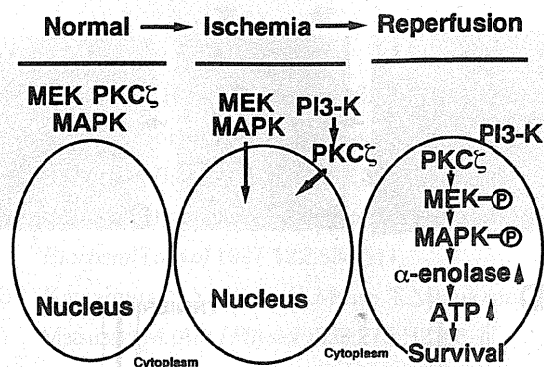 Normal → Ischemia → Reperfusion
MEK PKCζ
MAPK
Nucleus
Cytoplasm
MEK
MAPK
PI3-K
PKCζ
Nucleus
Cytoplasm
PI3-K
PKCζ
MEK-Ⓟ
MAPK-Ⓟ
α-enolase
ATP
Survival